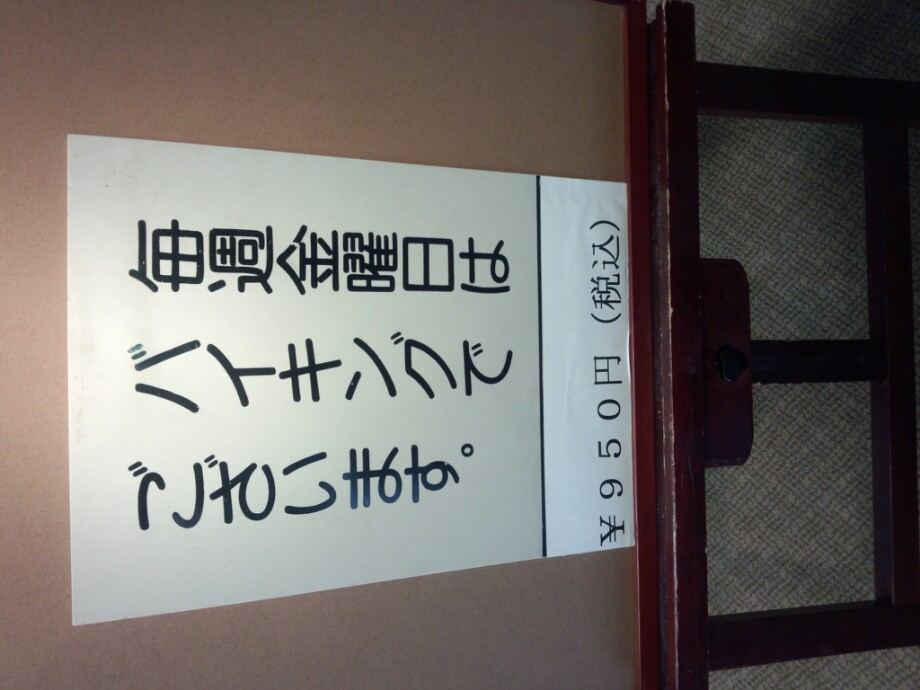 毎週金曜日は
バイキングで
ございます。
￥９５０円（税込）